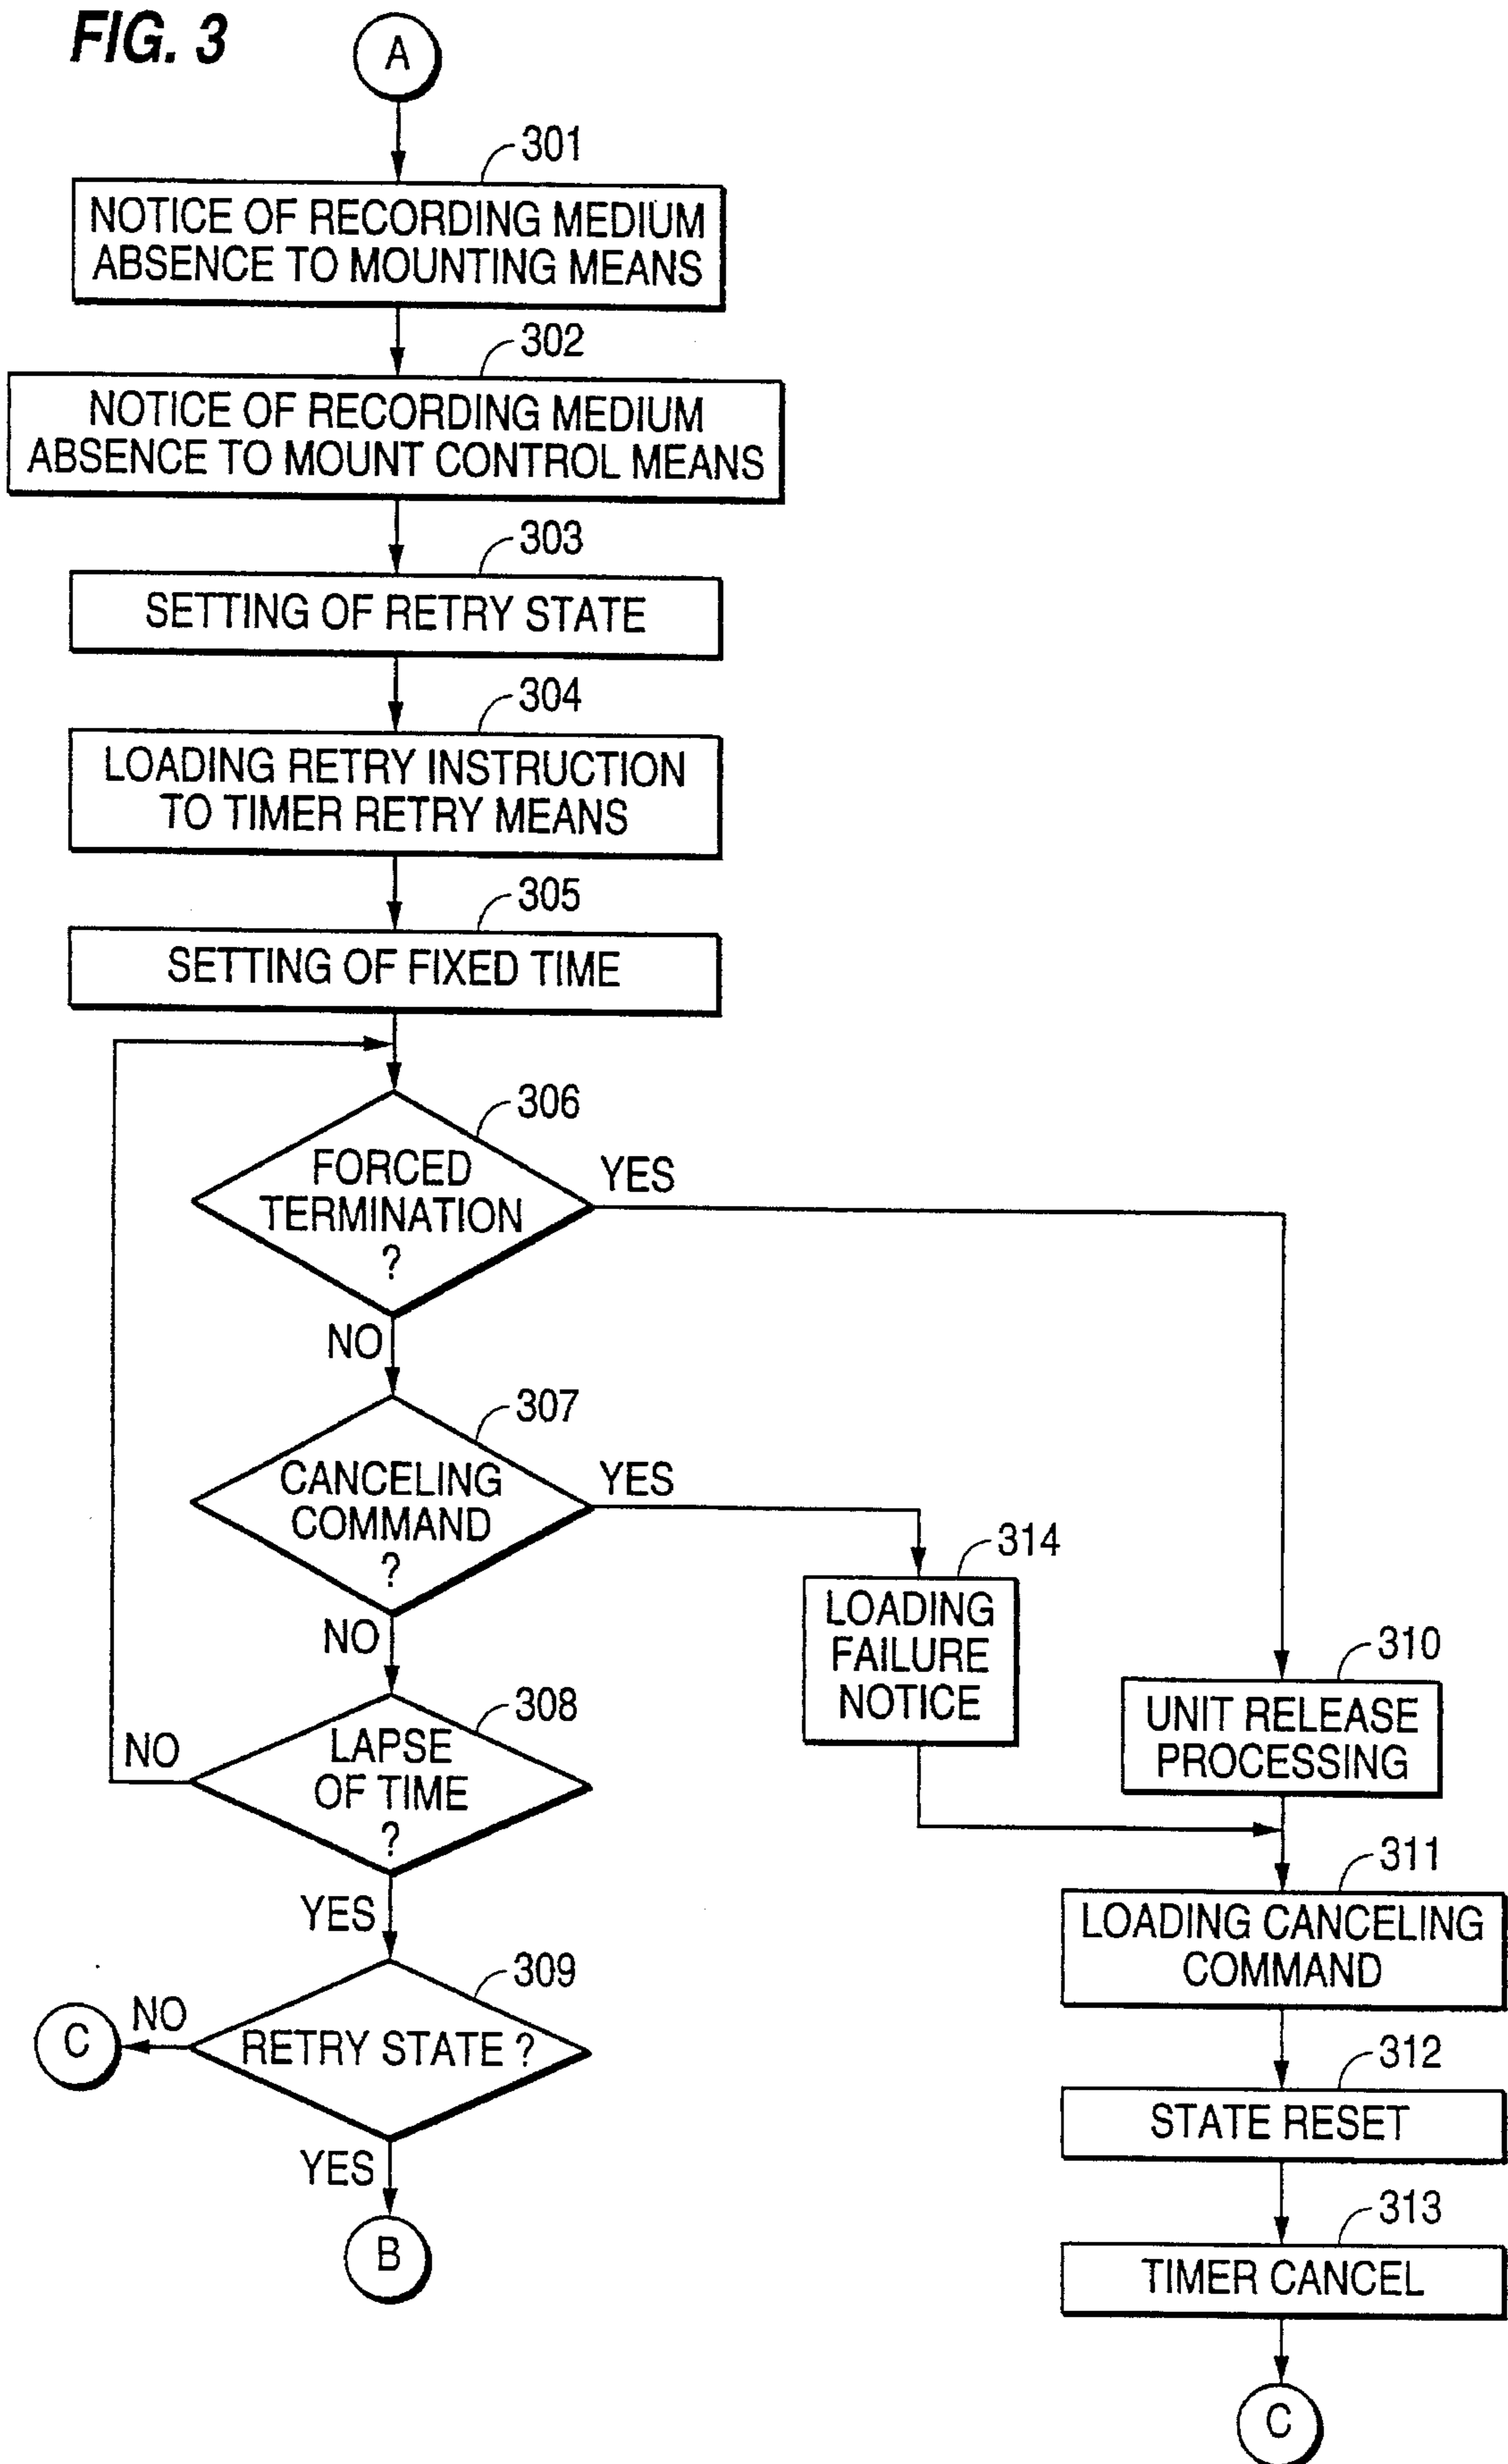 FIG. 3
A
301
NOTICE OF RECORDING MEDIUM
ABSENCE TO MOUNTING MEANS
302
NOTICE OF RECORDING MEDIUM
ABSENCE TO MOUNT CONTROL MEANS
303
SETTING OF RETRY STATE
304
LOADING RETRY INSTRUCTION
TO TIMER RETRY MEANS
305
SETTING OF FIXED TIME
306
FORCED
TERMINATION
?
YES
NO
307
CANCELING
COMMAND
?
YES
NO
314
LOADING
FAILURE
NOTICE
308
LAPSE
OF TIME
?
NO
YES
309
RETRY STATE ?
NO
C
YES
B
310
UNIT RELEASE
PROCESSING
311
LOADING CANCELING
COMMAND
312
STATE RESET
313
TIMER CANCEL
C